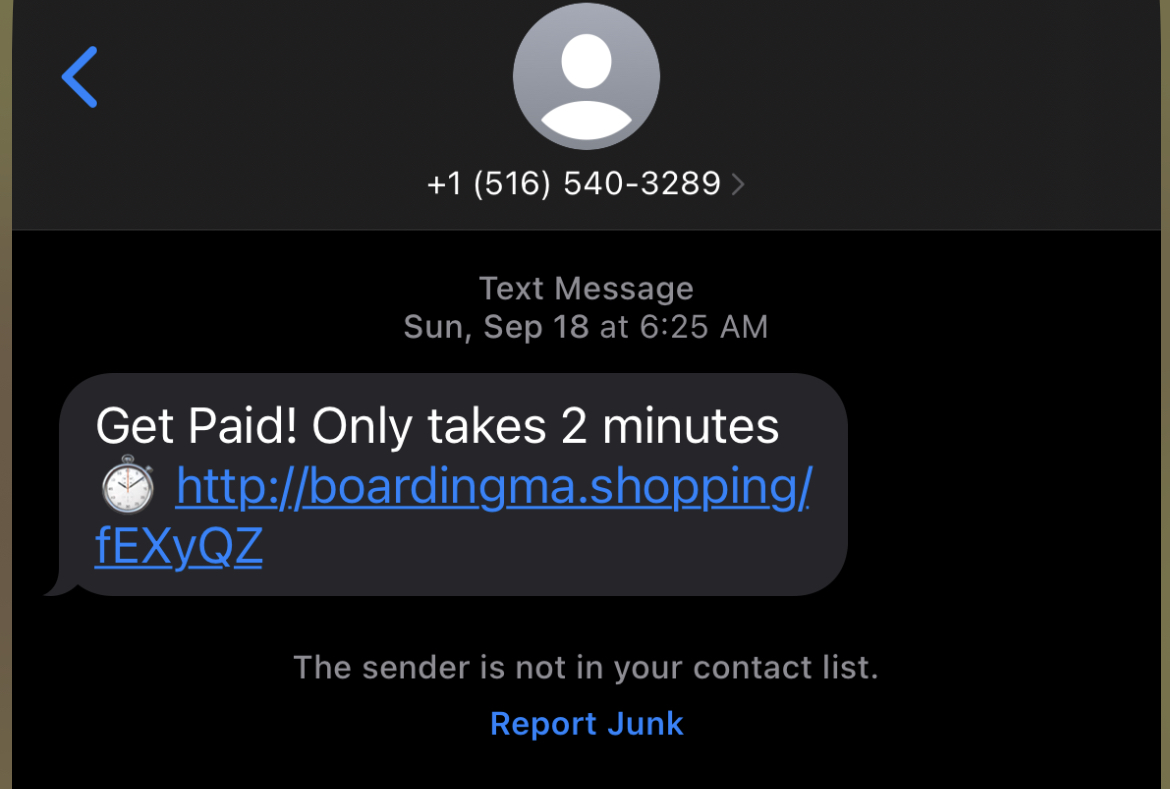 +1 (516) 540-3289
Text Message
Sun, Sep 18 at 6:25 AM
Get Paid! Only takes 2 minutes
⏱ http://boardingma.shopping/
fEXyQZ
The sender is not in your contact list.
Report Junk